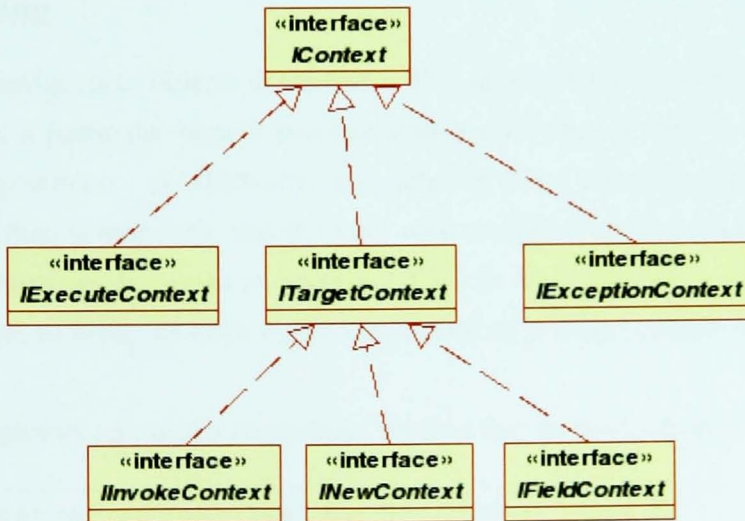 «interface»
IContext
«interface»
IExecuteContext
«interface»
ITargetContext
«interface»
IExceptionContext
«interface»
IInvokeContext
«interface»
INewContext
«interface»
IFieldContext